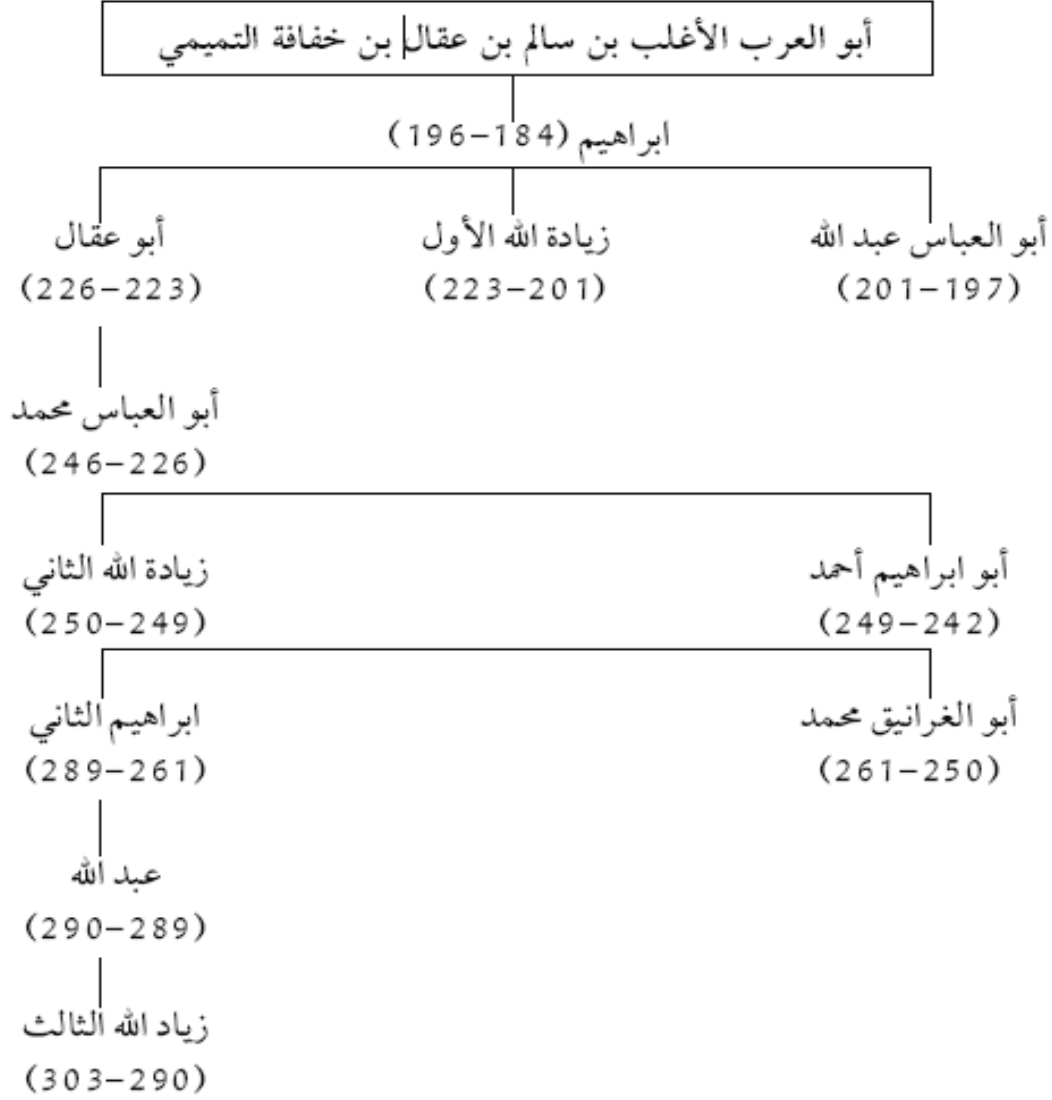 أبو العرب الأغلب بن سالم بن عقال بن خفافة التميمي
ابراهيم (184-196)
أبو العباس عبد الله
(197-201)
زيادة الله الأول
(201-223)
أبو عقال
(223-226)
أبو العباس محمد
(226-246)
أبو ابراهيم أحمد
(242-249)
زيادة الله الثاني
(249-250)
أبو الغرانيق محمد
(250-261)
ابراهيم الثاني
(261-289)
عبد الله
(289-290)
زياد الله الثالث
(290-303)